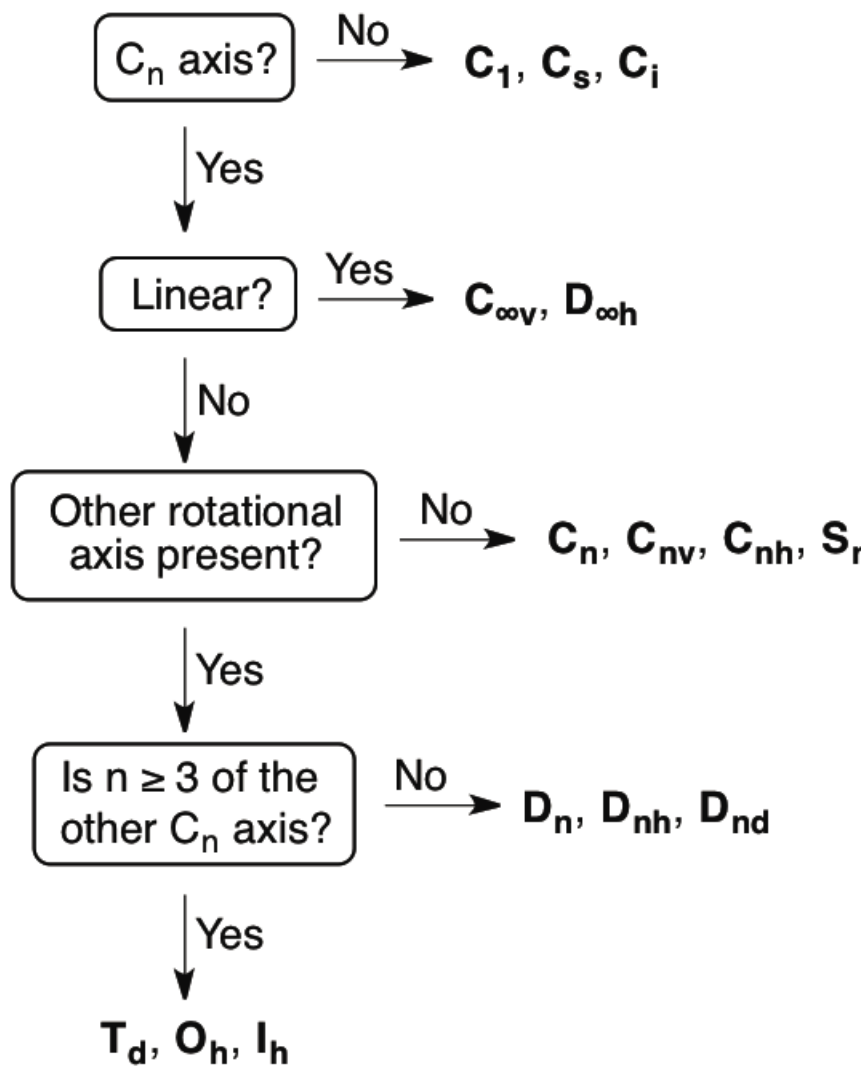 Cₙ axis?
No
C₁, Cₛ, Cᵢ
Yes
Linear?
Yes
C∞v, D∞h
No
Other rotational
axis present?
No
Cₙ, Cₙᵥ, Cₙₕ, S
Yes
Is n ≥ 3 of the
other Cₙ axis?
No
Dₙ, Dₙₕ, Dnd
Yes
Td, Oₕ, Iₕ